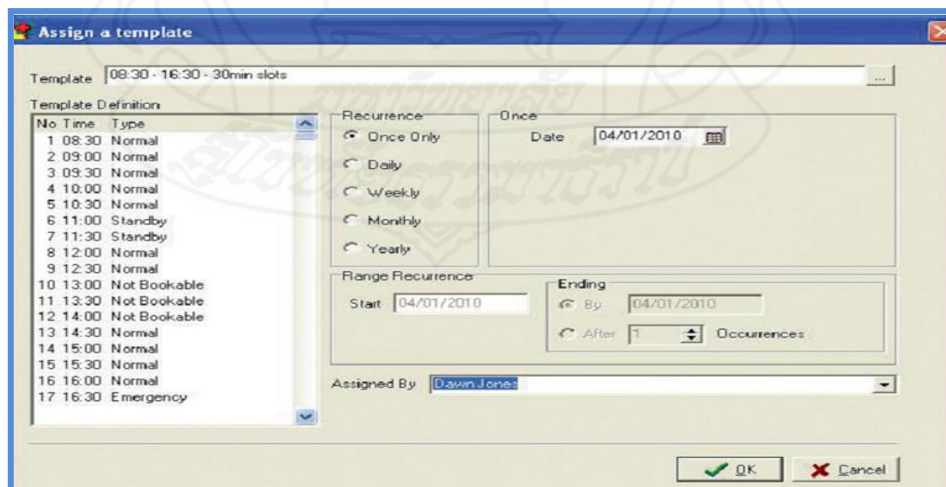 Assign a template
Template 08:30 - 16:30 - 30min slots ...
Template Definition
No Time Type
1 08:30 Normal
2 09:00 Normal
3 09:30 Normal
4 10:00 Normal
5 10:30 Normal
6 11:00 Standby
7 11:30 Standby
8 12:00 Normal
9 12:30 Normal
10 13:00 Not Bookable
11 13:30 Not Bookable
12 14:00 Not Bookable
13 14:30 Normal
14 15:00 Normal
15 15:30 Normal
16 16:00 Normal
17 16:30 Emergency
Recurrence
Once Only
Daily
Weekly
Monthly
Yearly
Once
Date 04/01/2010
Range Recurrence
Start 04/01/2010
Ending
By 04/01/2010
After 1 Occurrences
Assigned By Dawn Jones
OK Cancel